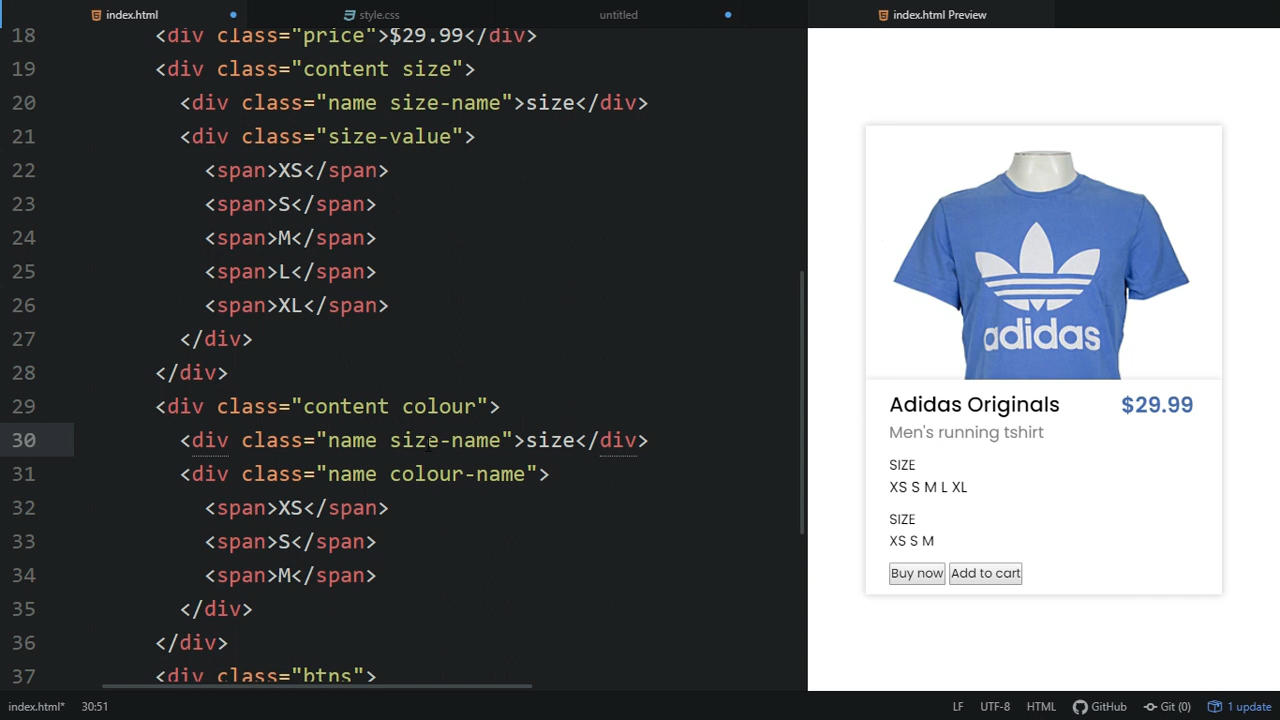 index.html
style.css
untitled
index.html Preview
18 <div class="price">$29.99</div>
19 <div class="content size">
20 <div class="name size-name">size</div>
21 <div class="size-value">
22 <span>XS</span>
23 <span>S</span>
24 <span>M</span>
25 <span>L</span>
26 <span>XL</span>
27 </div>
28 </div>
29 <div class="content colour">
30 <div class="name size-name">size</div>
31 <div class="name colour-name">
32 <span>XS</span>
33 <span>S</span>
34 <span>M</span>
35 </div>
36 </div>
37 <div class="btns">
adidas
Adidas Originals $29.99
Men's running tshirt
SIZE
XS S M L XL
SIZE
XS S M
Buy now Add to cart
index.html* 30:51 LF UTF-8 HTML GitHub Git (0) 1 update